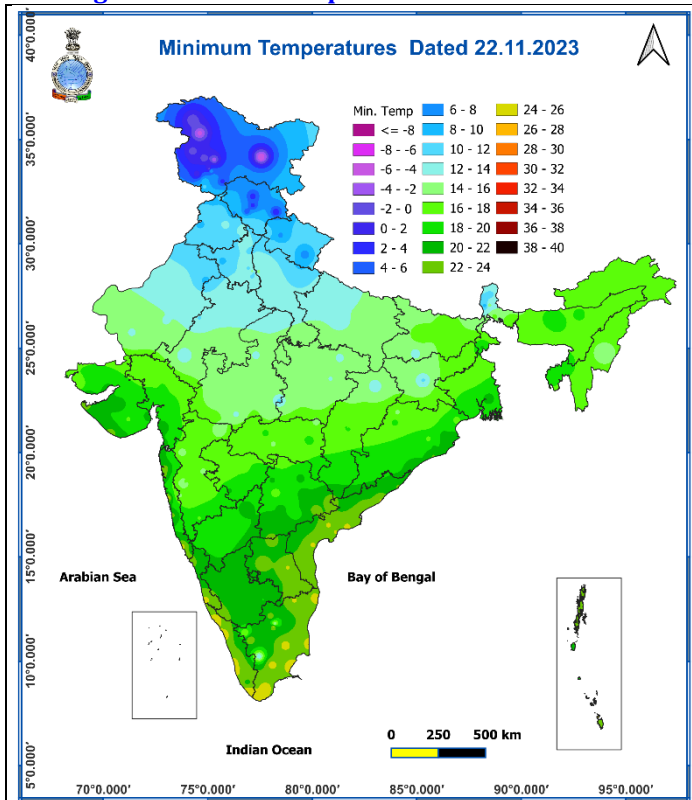 Minimum Temperatures Dated 22.11.2023
Min. Temp
<= -8
-8 - -6
-6 - -4
-4 - -2
-2 - 0
0 - 2
2 - 4
4 - 6
6 - 8
8 - 10
10 - 12
12 - 14
14 - 16
16 - 18
18 - 20
20 - 22
22 - 24
24 - 26
26 - 28
28 - 30
30 - 32
32 - 34
34 - 36
36 - 38
38 - 40
40°0.000'
35°0.000'
30°0.000'
25°0.000'
20°0.000'
15°0.000'
10°0.000'
5°0.000'
Arabian Sea
Bay of Bengal
Indian Ocean
0 250 500 km
70°0.000' 75°0.000' 80°0.000' 85°0.000' 90°0.000' 95°0.000'